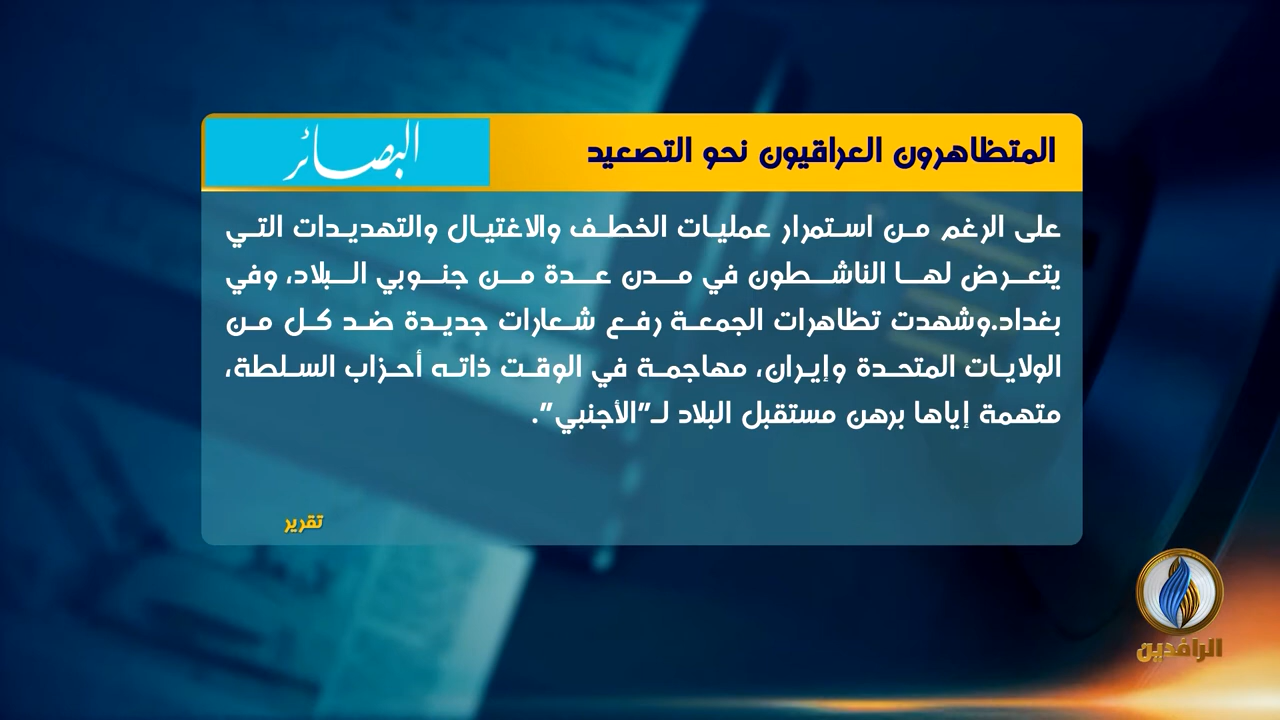 المتظاهرون العراقيون نحو التصعيد
البصائر
على الرغم من استمرار عمليات الخطف والاغتيال والتهديدات التي
يتعرض لها الناشطون في مدن عدة من جنوبي البلاد، وفي
بغداد.وشهدت تظاهرات الجمعة رفع شعارات جديدة ضد كل من
الولايات المتحدة وإيران، مهاجمة في الوقت ذاته أحزاب السلطة،
متهمة إياها برهن مستقبل البلاد لـ"الأجنبي".
تقرير
الرافدين